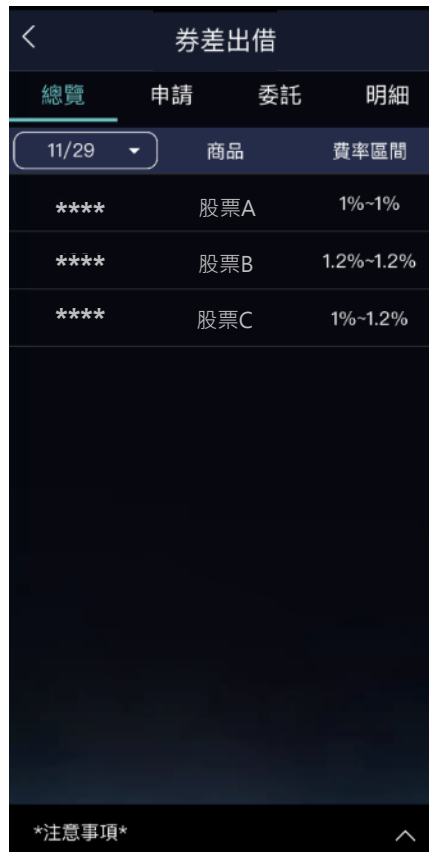 券差出借
總覽 申請 委託 明細
11/29 商品 費率區間
**** 股票A 1%~1%
**** 股票B 1.2%~1.2%
**** 股票C 1%~1.2%
*注意事項*